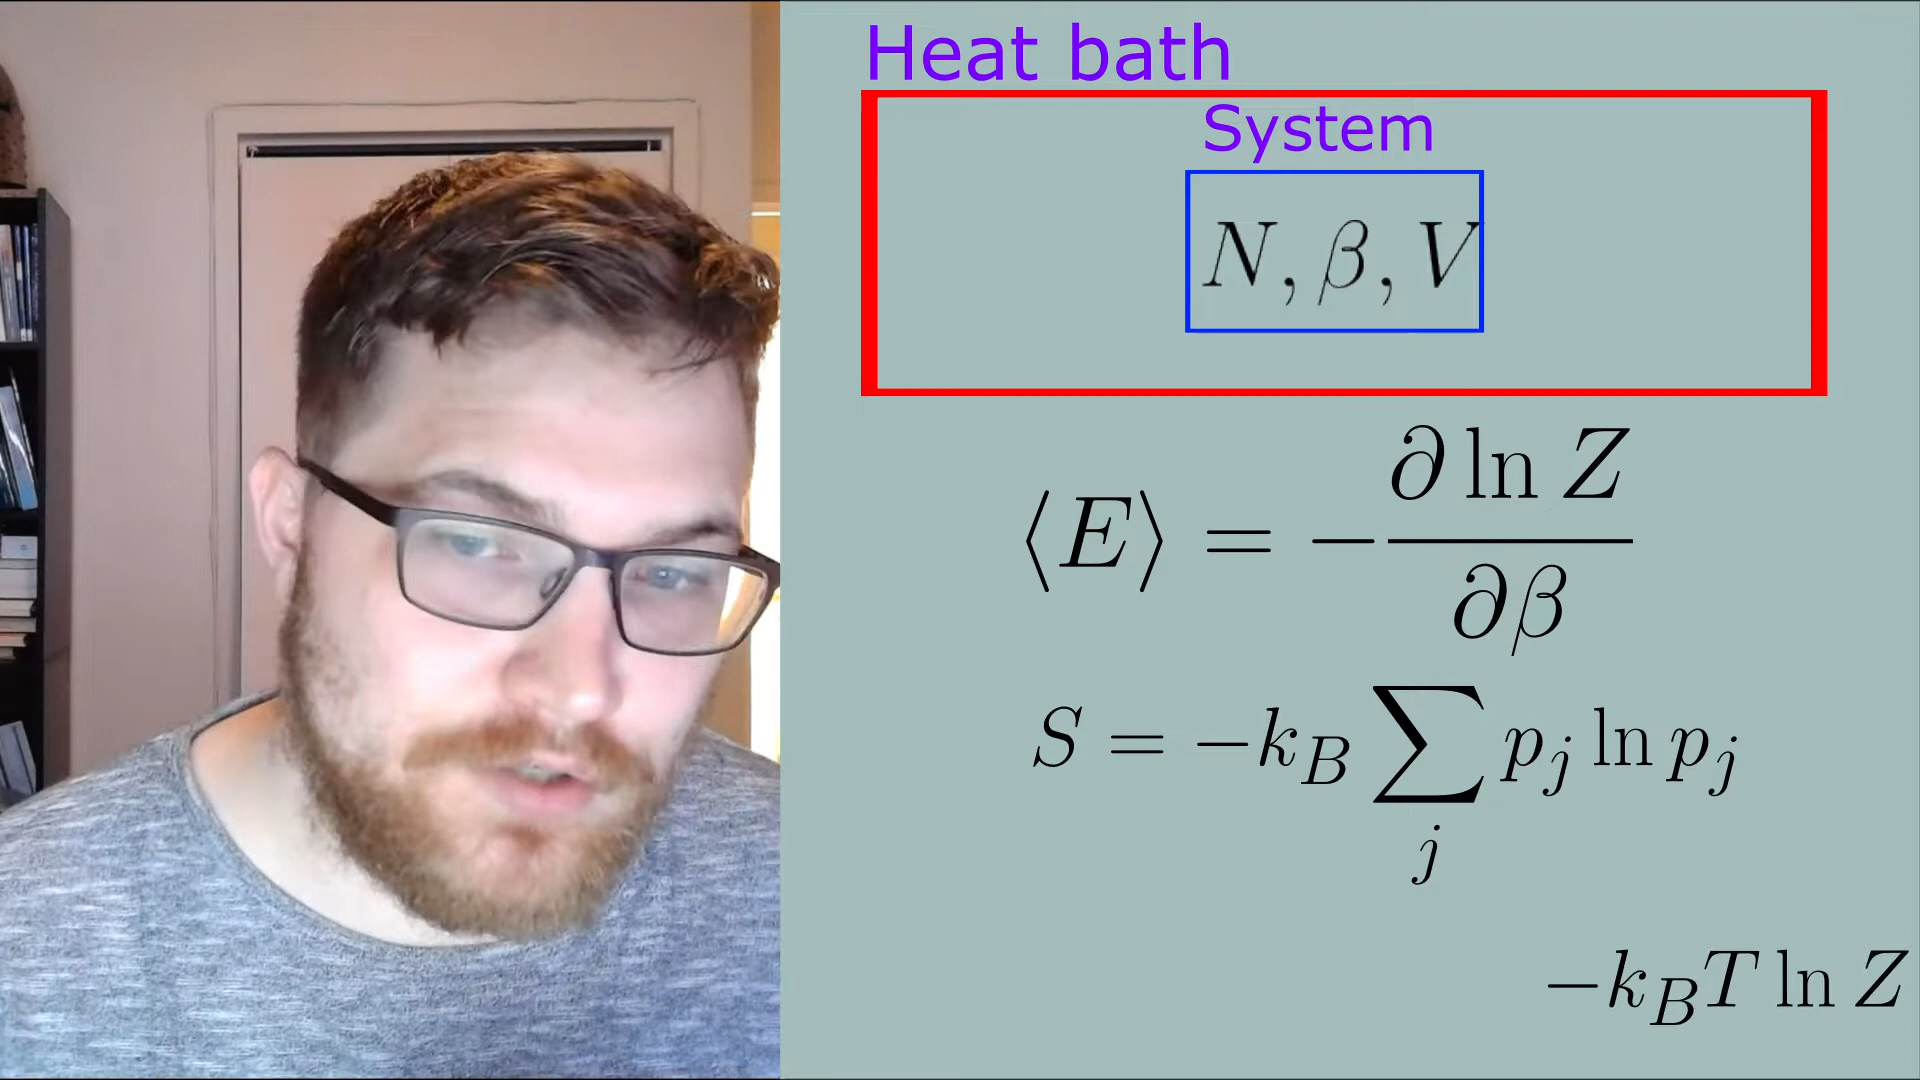 Heat bath
System
N, β, V
⟨E⟩ = −∂ ln Z / ∂β
S = −k_B ∑_j p_j ln p_j
−k_B T ln Z